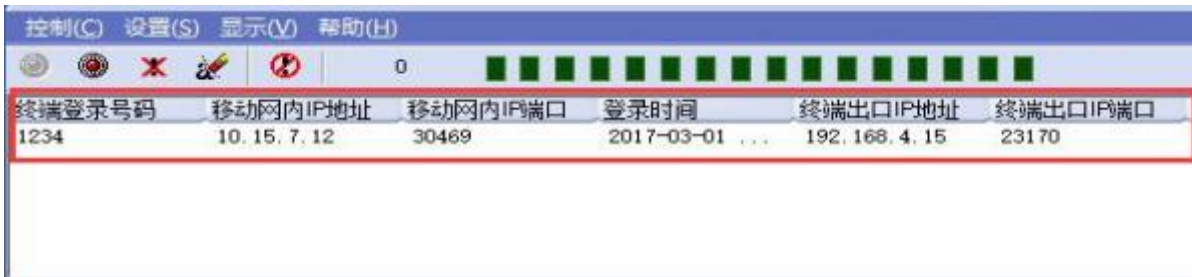 控制(C) 设置(S) 显示(V) 帮助(H)
0
终端登录号码 移动网内IP地址 移动网内IP端口 登录时间 终端出口IP地址 终端出口IP端口
1234 10.15.7.12 30469 2017-03-01 ... 192.168.4.15 23170